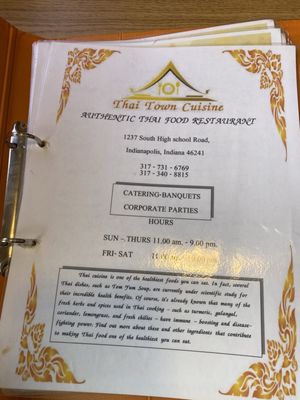 Thai Town Cuisine
AUTHENTIC THAI FOOD RESTAURANT
1237 South High school Road,
Indianapolis, Indiana 46241
317- 731 - 6769
317 - 340 - 8815
CATERING-BANQUETS
CORPORATE PARTIES
HOURS
SUN – THURS 11.00 am. - 9.00 pm.
FRI- SAT
Thai cuisine is one of the healthiest foods you can eat. In fact, several
Thai dishes, such as Tom Yum Soup, are currently under scientific study for
their incredible health benefits. Of course, it's already known that many of the
fresh herbs and spices used in Thai cooking – such as turmeric, galangal,
coriander, lemongrass, and fresh chilies – have immune – boosting and disease-
fighting power. Find out more about these and other ingredients that contribute
to making Thai food one of the healthiest you can eat.